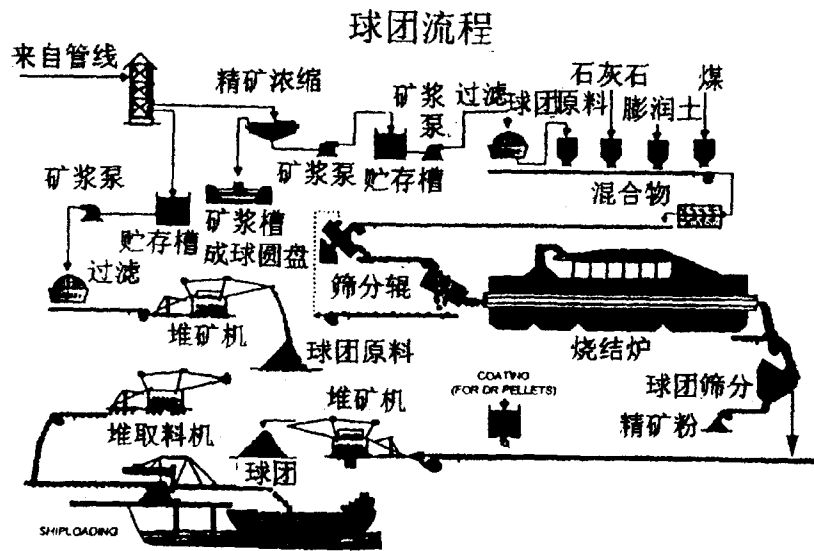 球团流程
来自管线
精矿浓缩
矿浆
泵
过滤
球团原料
石灰石
膨润土
煤
矿浆泵
贮存槽
混合物
矿浆泵
贮存槽
过滤
矿浆槽
成球圆盘
筛分辊
堆矿机
球团原料
烧结炉
COATING
(FOR DR PELLETS)
球团筛分
精矿粉
堆取料机
堆矿机
球团
SHIPLOADING